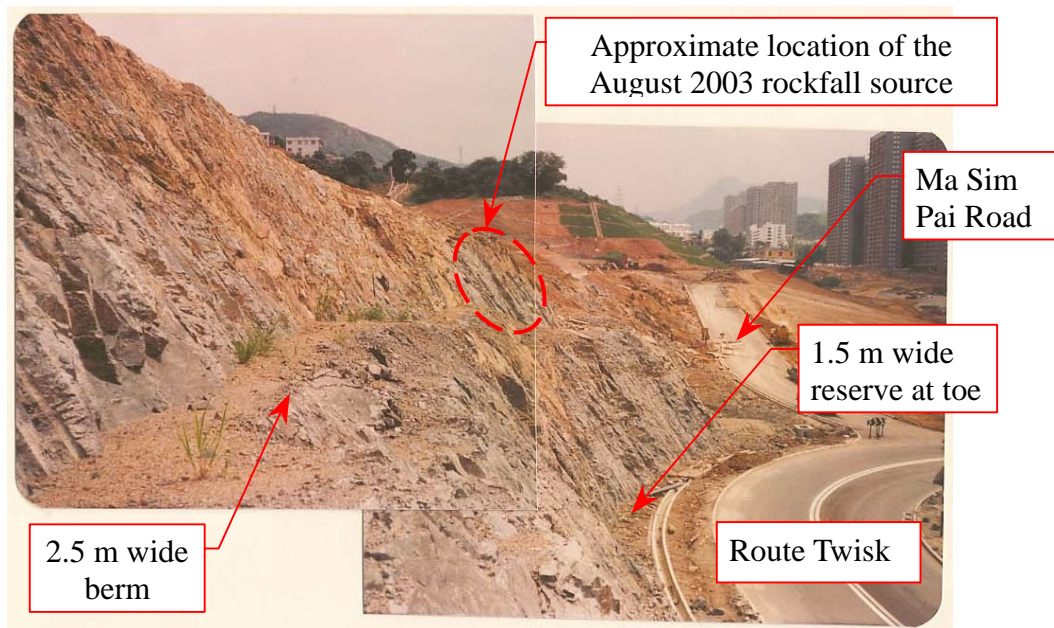 Approximate location of the
August 2003 rockfall source
Ma Sim
Pai Road
1.5 m wide
reserve at toe
2.5 m wide
berm
Route Twisk